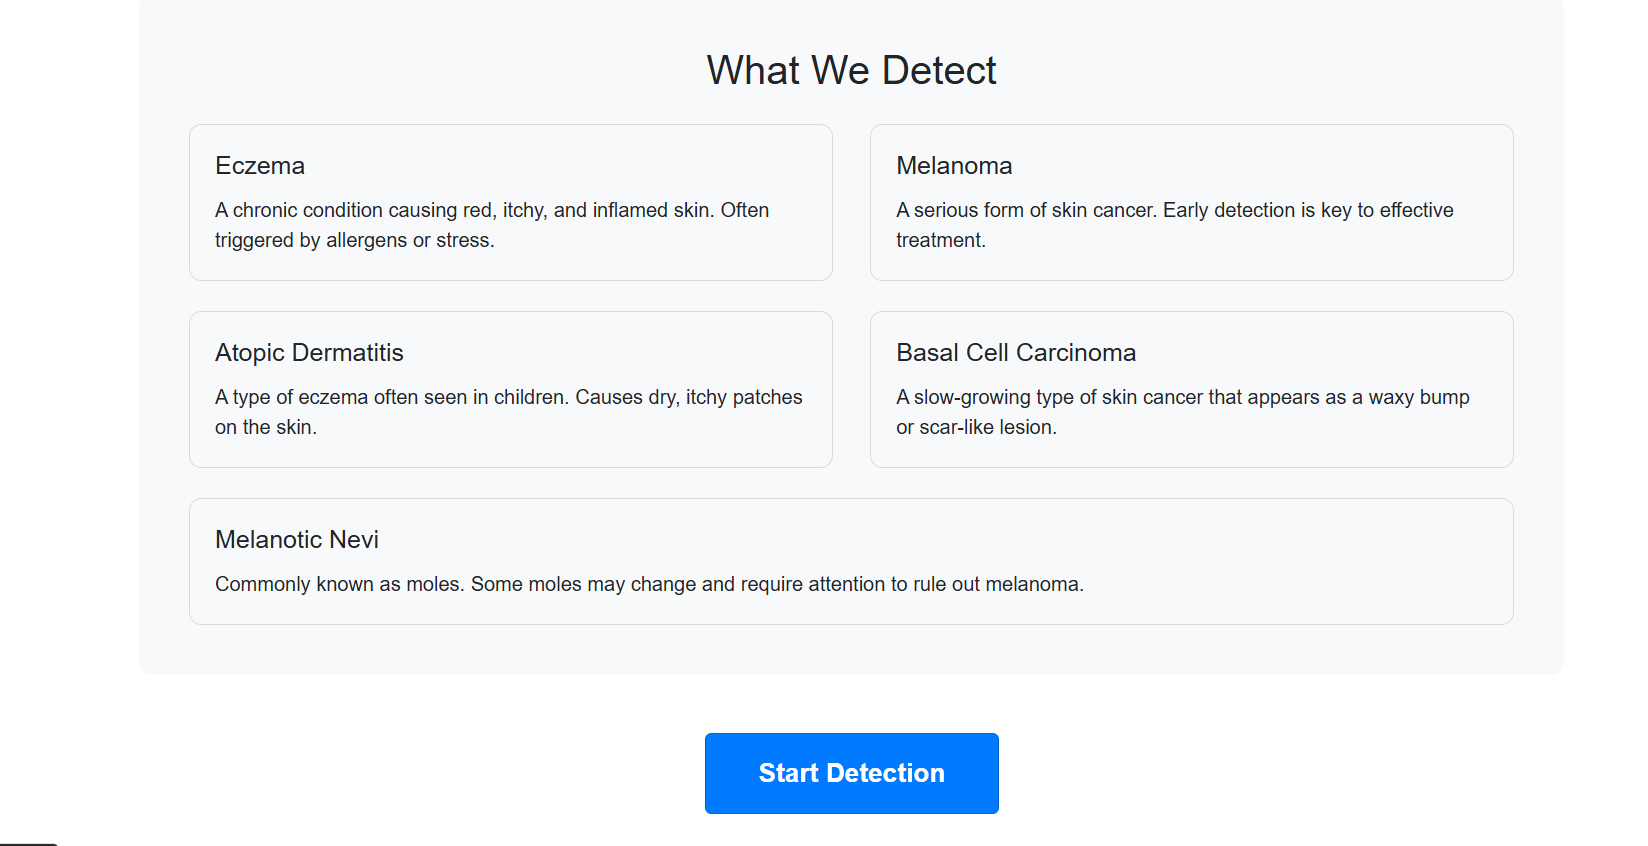 What We Detect
Eczema
A chronic condition causing red, itchy, and inflamed skin. Often
triggered by allergens or stress.
Melanoma
A serious form of skin cancer. Early detection is key to effective
treatment.
Atopic Dermatitis
A type of eczema often seen in children. Causes dry, itchy patches
on the skin.
Basal Cell Carcinoma
A slow-growing type of skin cancer that appears as a waxy bump
or scar-like lesion.
Melanotic Nevi
Commonly known as moles. Some moles may change and require attention to rule out melanoma.
Start Detection